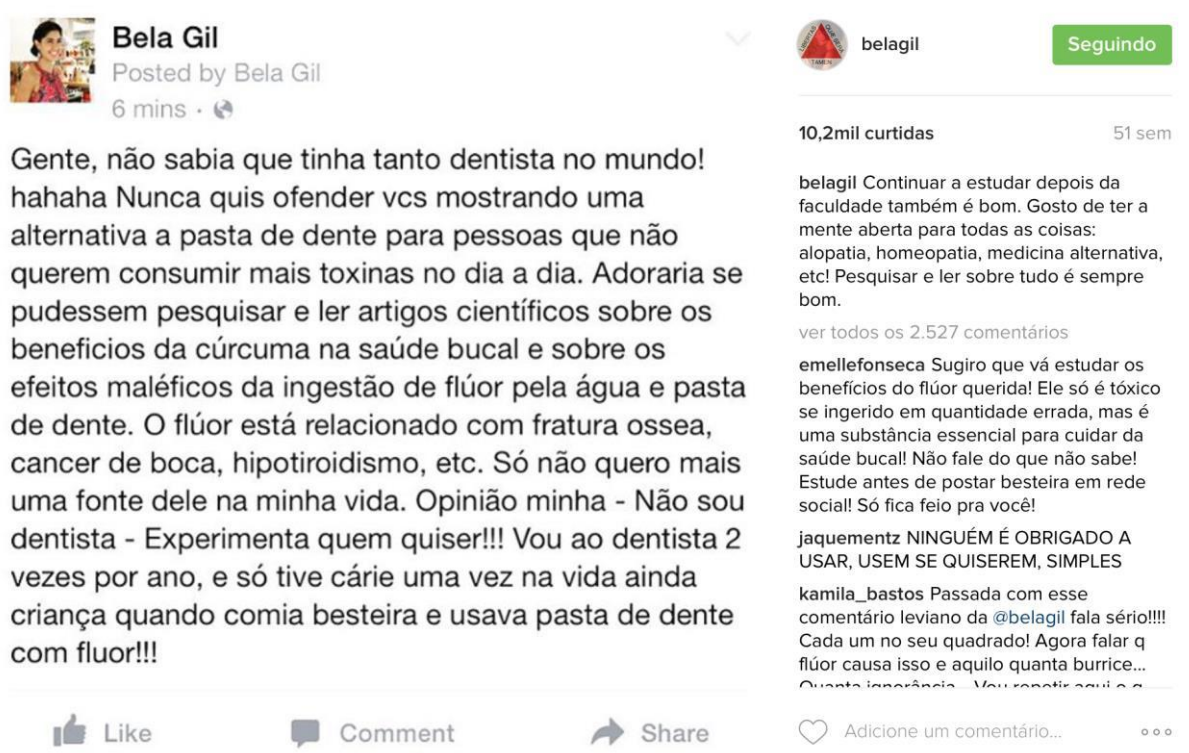 Bela Gil
Posted by Bela Gil
6 mins ·
Gente, não sabia que tinha tanto dentista no mundo!
hahaha Nunca quis ofender vcs mostrando uma
alternativa a pasta de dente para pessoas que não
querem consumir mais toxinas no dia a dia. Adoraria se
pudessem pesquisar e ler artigos científicos sobre os
beneficios da cúrcuma na saúde bucal e sobre os
efeitos maléficos da ingestão de flúor pela água e pasta
de dente. O flúor está relacionado com fratura ossea,
cancer de boca, hipotiroidismo, etc. Só não quero mais
uma fonte dele na minha vida. Opinião minha - Não sou
dentista - Experimenta quem quiser!!! Vou ao dentista 2
vezes por ano, e só tive cárie uma vez na vida ainda
criança quando comia besteira e usava pasta de dente
com fluor!!!
Like Comment Share
belagil
Seguindo
10,2mil curtidas 51 sem
belagil Continuar a estudar depois da
faculdade também é bom. Gosto de ter a
mente aberta para todas as coisas:
alopatia, homeopatia, medicina alternativa,
etc! Pesquisar e ler sobre tudo é sempre
bom.
ver todos os 2.527 comentários
emellefonseca Sugiro que vá estudar os
benefícios do flúor querida! Ele só é tóxico
se ingerido em quantidade errada, mas é
uma substância essencial para cuidar da
saúde bucal! Não fale do que não sabe!
Estude antes de postar besteira em rede
social! Só fica feio pra você!
jaquementz NINGUÉM É OBRIGADO A
USAR, USEM SE QUISEREM, SIMPLES
kamila_bastos Passada com esse
comentário leviano da @belagil fala sério!!!!
Cada um no seu quadrado! Agora falar q
flúor causa isso e aquilo quanta burrice...
Quanta ignorância... Vou repetir aqui o q
Adicione um comentário...